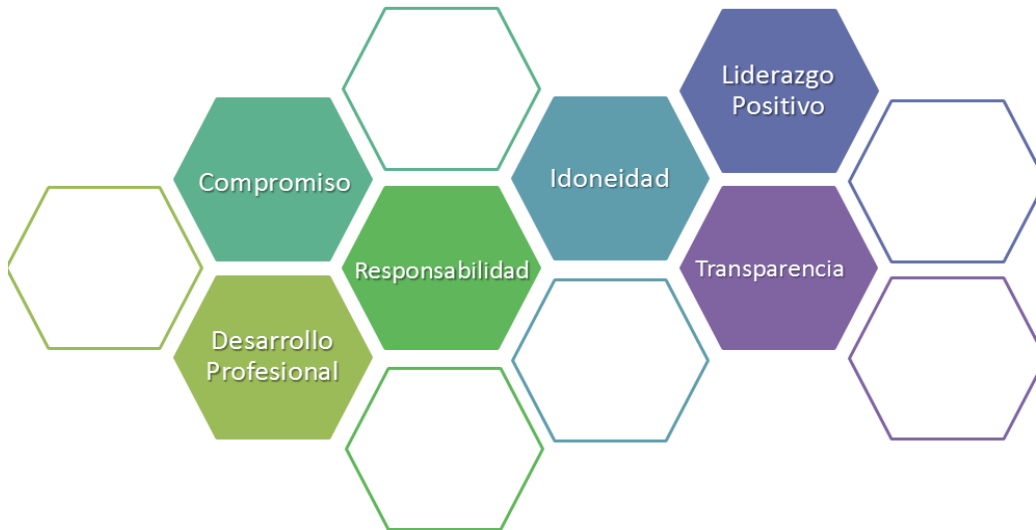 Liderazgo
Positivo
Compromiso
Idoneidad
Responsabilidad
Transparencia
Desarrollo
Profesional